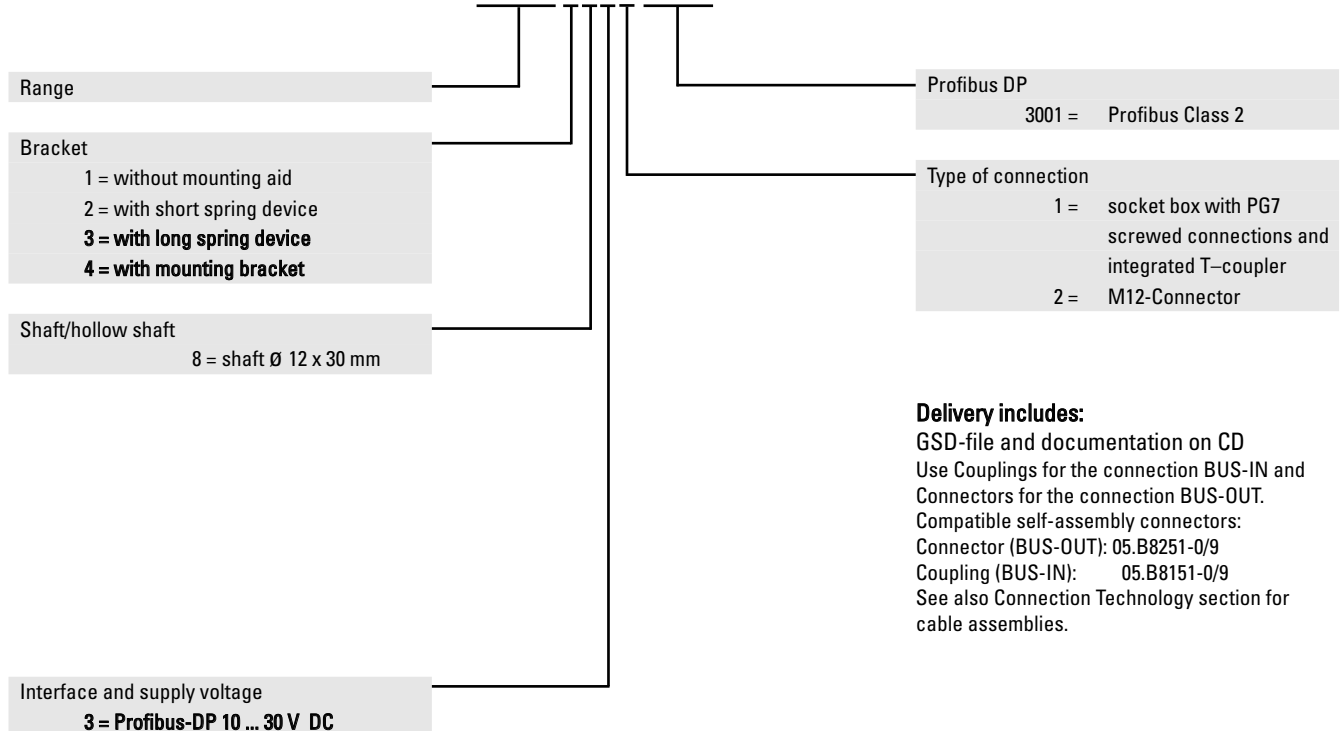 Range
Bracket
1 = without mounting aid
2 = with short spring device
3 = with long spring device
4 = with mounting bracket
Shaft/hollow shaft
8 = shaft Ø 12 x 30 mm
Interface and supply voltage
3 = Profibus-DP 10 ... 30 V DC
Profibus DP
3001 = Profibus Class 2
Type of connection
1 = socket box with PG7
screwed connections and
integrated T–coupler
2 = M12-Connector
Delivery includes:
GSD-file and documentation on CD
Use Couplings for the connection BUS-IN and
Connectors for the connection BUS-OUT.
Compatible self-assembly connectors:
Connector (BUS-OUT): 05.B8251-0/9
Coupling (BUS-IN): 05.B8151-0/9
See also Connection Technology section for
cable assemblies.